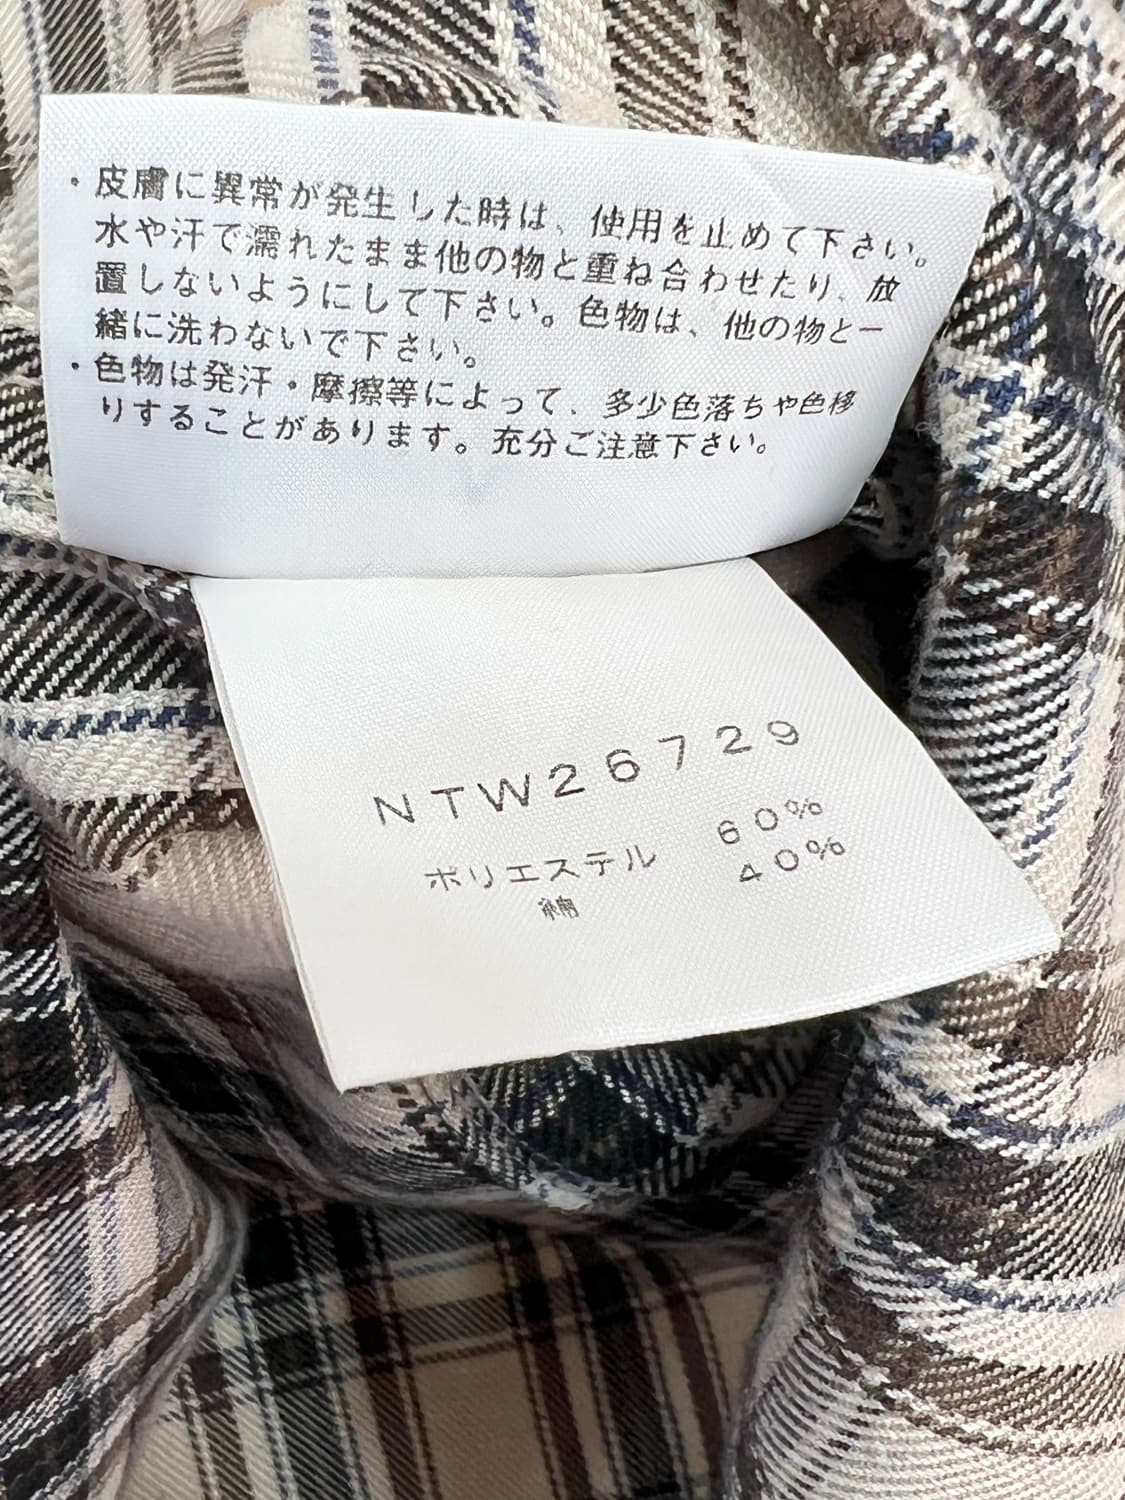 ・皮膚に異常が発生した時は、使用を止めて下さい。
水や汗で濡れたまま他の物と重ね合わせたり、放
置しないようにして下さい。色物は、他の物と一
緒に洗わないで下さい。
・色物は発汗・摩擦等によって、多少色落ちや色移
りすることがあります。充分ご注意下さい。
NTW26729
ポリエステル 60%
綿 40%